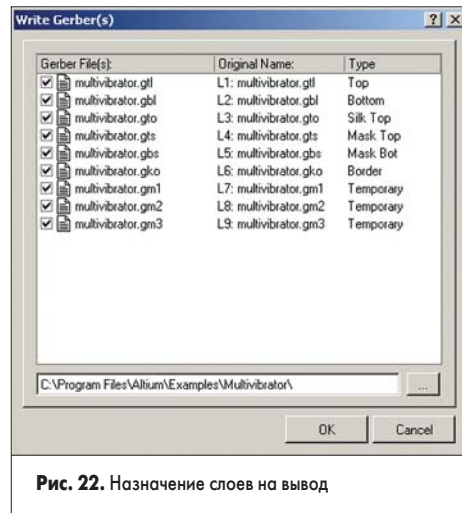 Write Gerber(s)
Gerber File(s): Original Name: Type
multivibrator.gtl L1: multivibrator.gtl Top
multivibrator.gbl L2: multivibrator.gbl Bottom
multivibrator.gto L3: multivibrator.gto Silk Top
multivibrator.gts L4: multivibrator.gts Mask Top
multivibrator.gbs L5: multivibrator.gbs Mask Bot
multivibrator.gko L6: multivibrator.gko Border
multivibrator.gm1 L7: multivibrator.gm1 Temporary
multivibrator.gm2 L8: multivibrator.gm2 Temporary
multivibrator.gm3 L9: multivibrator.gm3 Temporary
C:\Program Files\Altium\Examples\Multivibrator\ ...
OK Cancel
Рис. 22. Назначение слоев на вывод